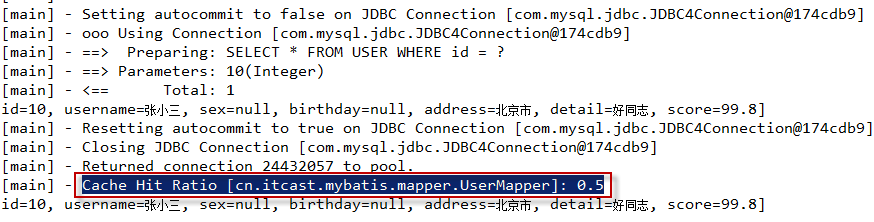 [main] - Setting autocommit to false on JDBC Connection [com.mysql.jdbc.JDBC4Connection@174cdb9]
[main] - ooo Using Connection [com.mysql.jdbc.JDBC4Connection@174cdb9]
[main] - ==>  Preparing: SELECT * FROM USER WHERE id = ?
[main] - ==> Parameters: 10(Integer)
[main] - <==      Total: 1
id=10, username=张小三, sex=null, birthday=null, address=北京市, detail=好同志, score=99.8]
[main] - Resetting autocommit to true on JDBC Connection [com.mysql.jdbc.JDBC4Connection@174cdb9]
[main] - Closing JDBC Connection [com.mysql.jdbc.JDBC4Connection@174cdb9]
[main] - Returned connection 24432057 to pool.
[main] - Cache Hit Ratio [cn.itcast.mybatis.mapper.UserMapper]: 0.5
id=10, username=张小三, sex=null, birthday=null, address=北京市, detail=好同志, score=99.8]